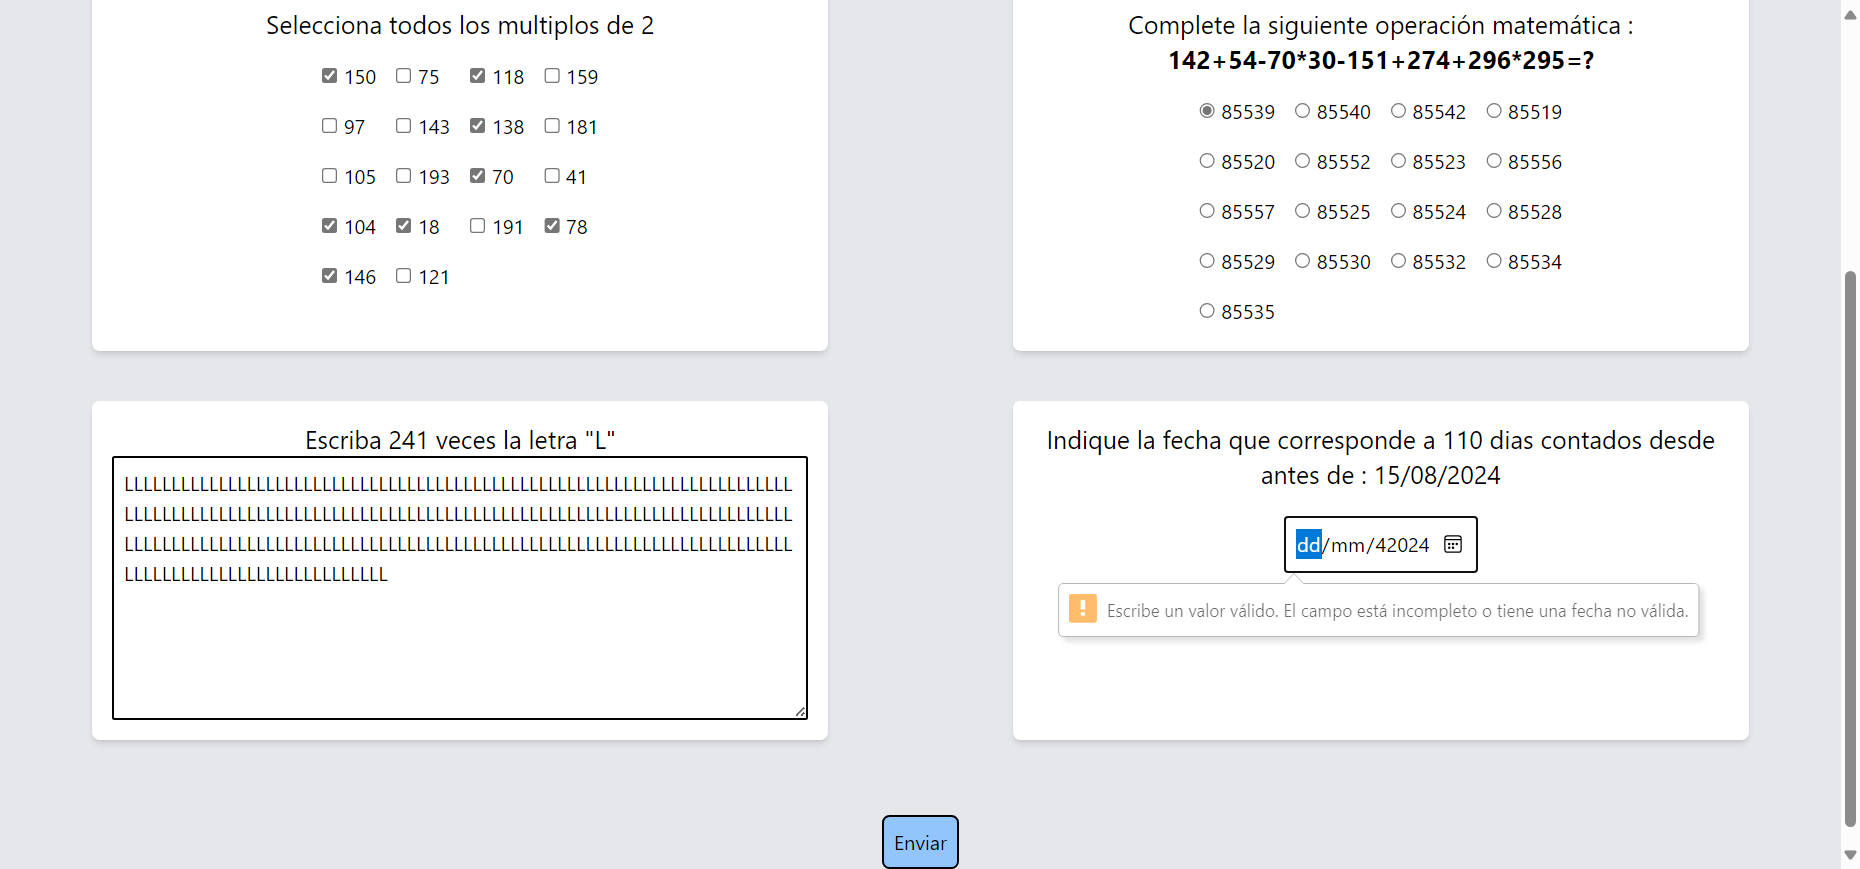 Selecciona todos los multiplos de 2
150 75 118 159
97 143 138 181
105 193 70 41
104 18 191 78
146 121
Complete la siguiente operación matemática :
142+54-70*30-151+274+296*295=?
85539 85540 85542 85519
85520 85552 85523 85556
85557 85525 85524 85528
85529 85530 85532 85534
85535
Escriba 241 veces la letra "L"
LLLLLLLLLLLLLLLLLLLLLLLLLLLLLLLLLLLLLLLLLLLLLLLLLLLLLLLLLLLLLLLLLLLLLLL
LLLLLLLLLLLLLLLLLLLLLLLLLLLLLLLLLLLLLLLLLLLLLLLLLLLLLLLLLLLLLLLLLLLLLLL
LLLLLLLLLLLLLLLLLLLLLLLLLLLLLLLLLLLLLLLLLLLLLLLLLLLLLLLLLLLLLLLLLLLLLLL
LLLLLLLLLLLLLLLLLLLLLLLLLLLL
Indique la fecha que corresponde a 110 dias contados desde
antes de : 15/08/2024
dd/mm/42024
Escribe un valor válido. El campo está incompleto o tiene una fecha no válida.
Enviar